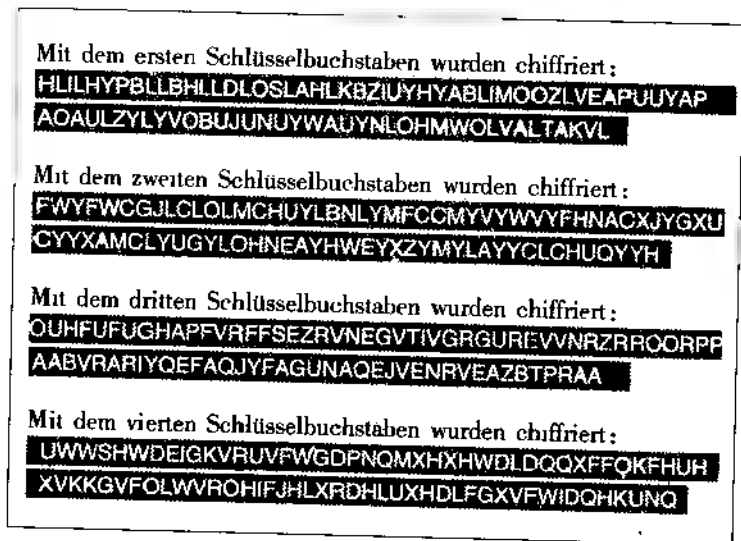 Mit dem ersten Schlüsselbuchstaben wurden chiffriert:
HLILHYPBLLBHLLDLOSLAHLKBZIUYHYABLIMOOZLVEAPUUYAP
AOAULZYLYVOBUJUNUYWAUYNLOHMWOLVALTAKVL
Mit dem zweiten Schlüsselbuchstaben wurden chiffriert:
FWYFWCGJLCLOLMCHUYLBNLYMFCCMYVYWVYFHNACXJYGXU
CYYXAMCLYUGYLOHNEAYHWEYXZYMYLAYYCLCHUQYYH
Mit dem dritten Schlüsselbuchstaben wurden chiffriert:
OUHFUFUGHAPFVRFFSEZRVNEGVTIVGRGUREVVNRZRROORPP
AABVRARIYQEFAQJYFAGUNAQEJVENRVEAZBTPRAA
Mit dem vierten Schlüsselbuchstaben wurden chiffriert:
UWWSHWDEIGKVRUVFWGDPNQMXHXHWDLDQQXFFQKFHUH
XVKKGVFOLWVROHIFJHLXRDHLUXHDLFGXVFWIDQHKUNQ